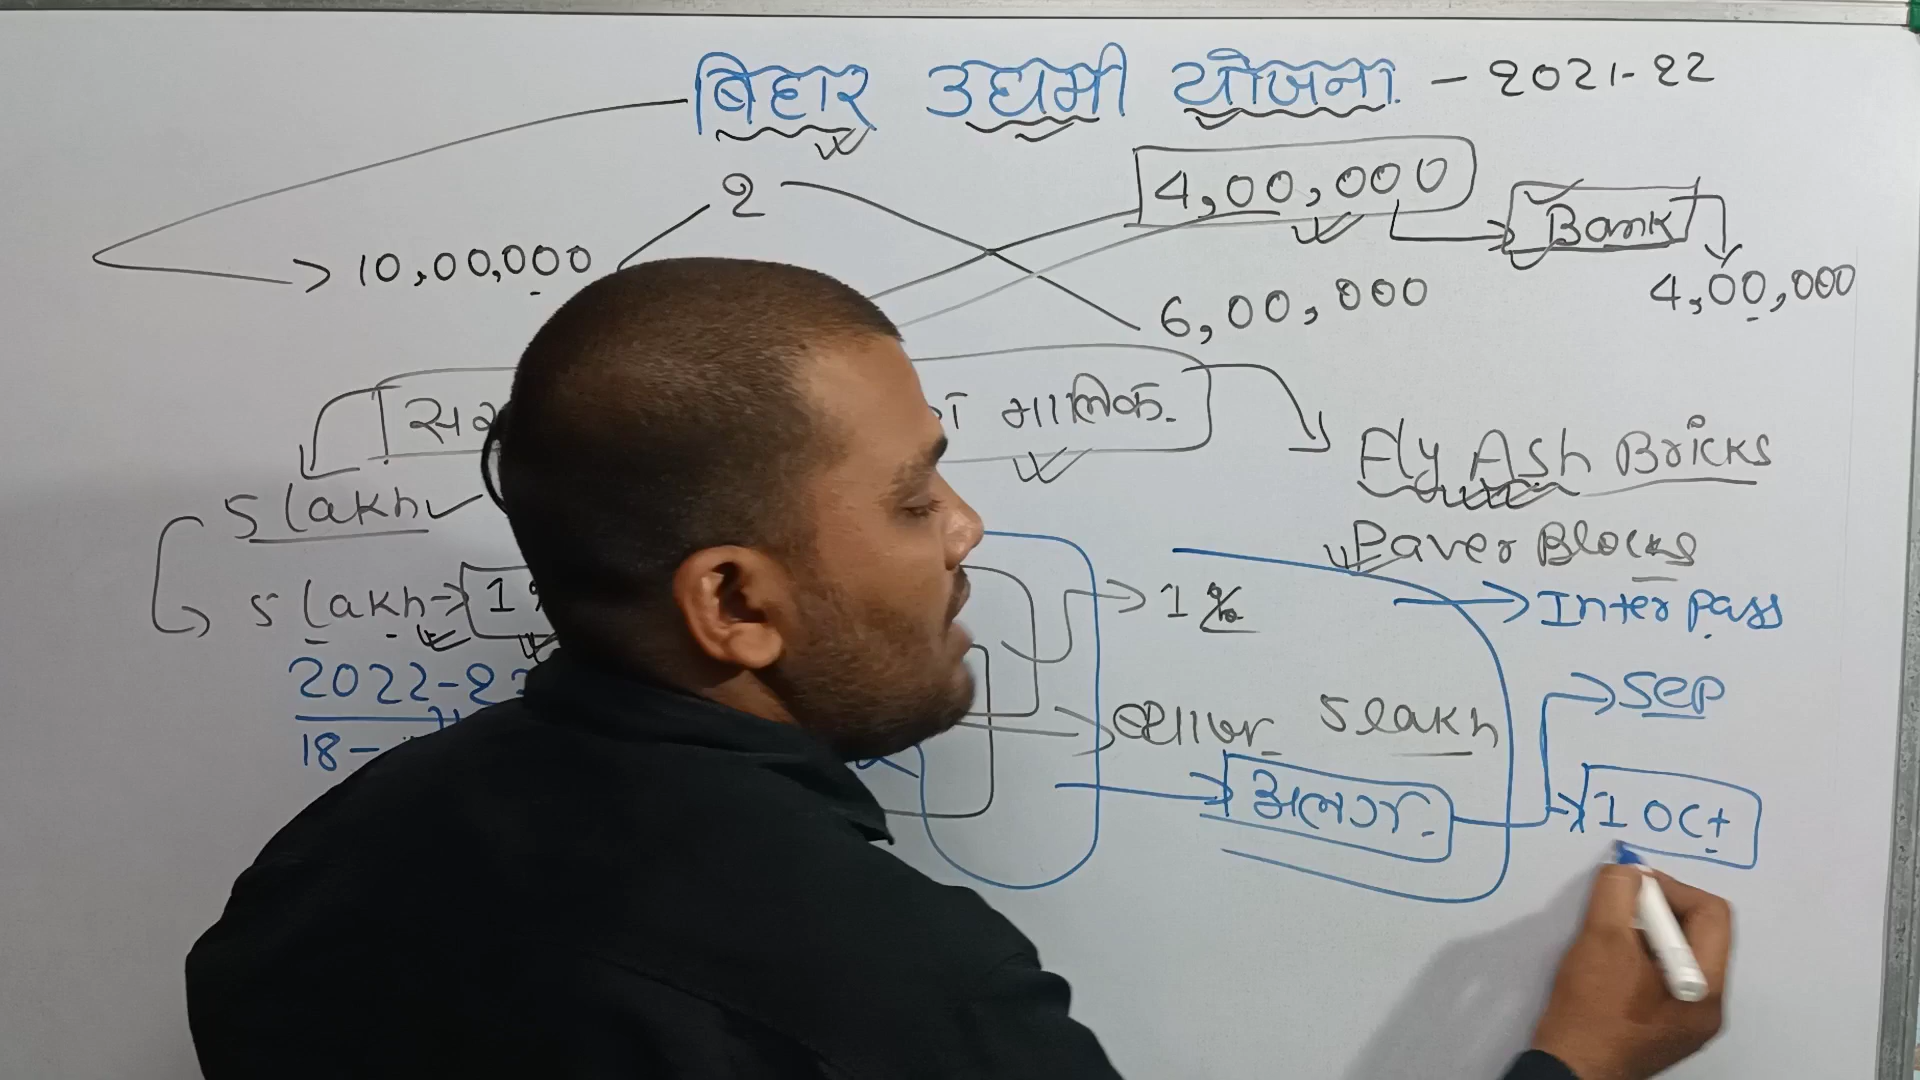 बिहार उद्यमी योजना - 2021-22
2
4,00,000
Bank
10,00,000
4,00,000
6,00,000
मालिक.
Fly Ash Bricks
5 lakh
Paver Blocks
5 Lakh 1
1%
Inter pass
2022-2
Sep
5 lakh
18-
अलग.
1 Oct